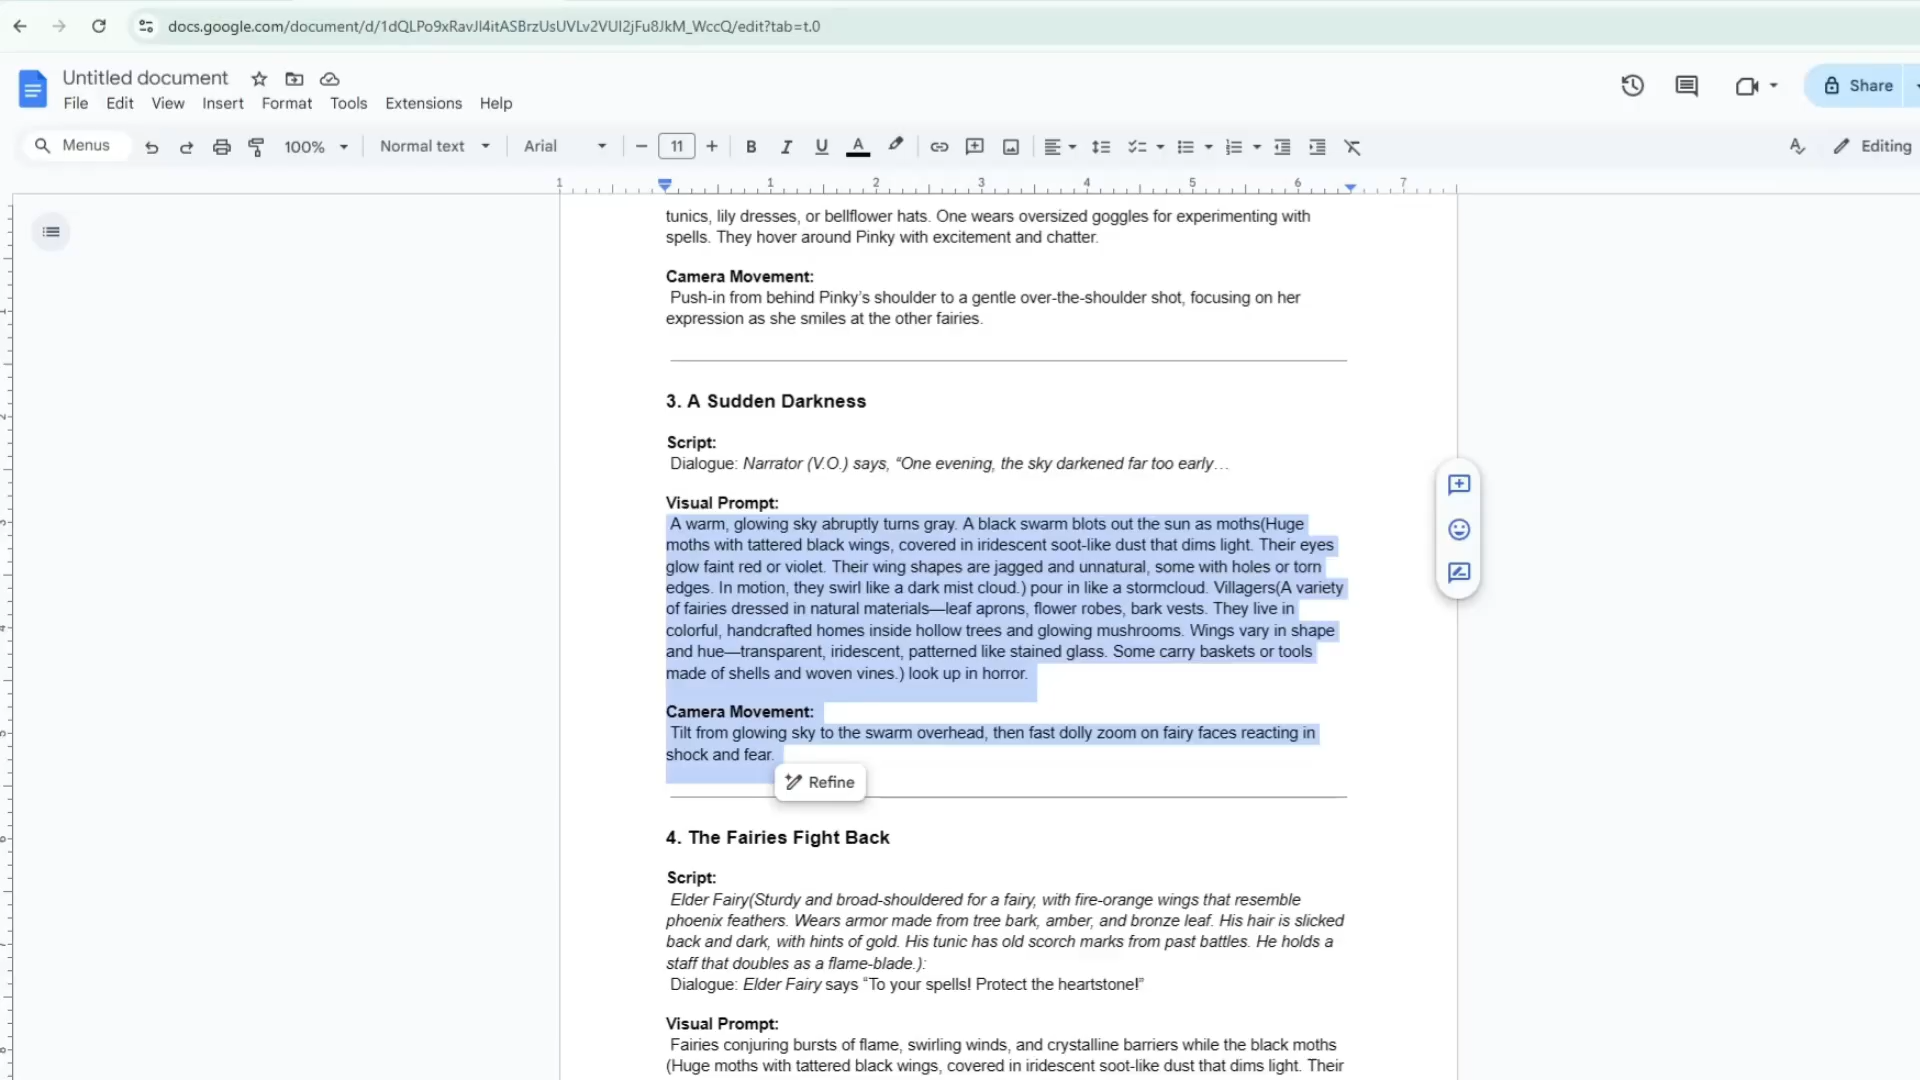 docs.google.com/document/d/1dQLPo9xRavJl4itASBrzUsUVLv2VUI2jFu8JkM_WccQ/edit?tab=t.0
Untitled document
File Edit View Insert Format Tools Extensions Help
Share
Menus 100% Normal text Arial 11 B I U A Editing
1 1 2 3 4 5 6 7
tunics, lily dresses, or bellflower hats. One wears oversized goggles for experimenting with
spells. They hover around Pinky with excitement and chatter.
Camera Movement:
Push-in from behind Pinky’s shoulder to a gentle over-the-shoulder shot, focusing on her
expression as she smiles at the other fairies.
3. A Sudden Darkness
Script:
Dialogue: Narrator (V.O.) says, “One evening, the sky darkened far too early…
Visual Prompt:
A warm, glowing sky abruptly turns gray. A black swarm blots out the sun as moths(Huge
moths with tattered black wings, covered in iridescent soot-like dust that dims light. Their eyes
glow faint red or violet. Their wing shapes are jagged and unnatural, some with holes or torn
edges. In motion, they swirl like a dark mist cloud.) pour in like a stormcloud. Villagers(A variety
of fairies dressed in natural materials—leaf aprons, flower robes, bark vests. They live in
colorful, handcrafted homes inside hollow trees and glowing mushrooms. Wings vary in shape
and hue—transparent, iridescent, patterned like stained glass. Some carry baskets or tools
made of shells and woven vines.) look up in horror.
Camera Movement:
Tilt from glowing sky to the swarm overhead, then fast dolly zoom on fairy faces reacting in
shock and fear.
Refine
4. The Fairies Fight Back
Script:
Elder Fairy(Sturdy and broad-shouldered for a fairy, with fire-orange wings that resemble
phoenix feathers. Wears armor made from tree bark, amber, and bronze leaf. His hair is slicked
back and dark, with hints of gold. His tunic has old scorch marks from past battles. He holds a
staff that doubles as a flame-blade.):
Dialogue: Elder Fairy says “To your spells! Protect the heartstone!”
Visual Prompt:
Fairies conjuring bursts of flame, swirling winds, and crystalline barriers while the black moths
(Huge moths with tattered black wings, covered in iridescent soot-like dust that dims light. Their